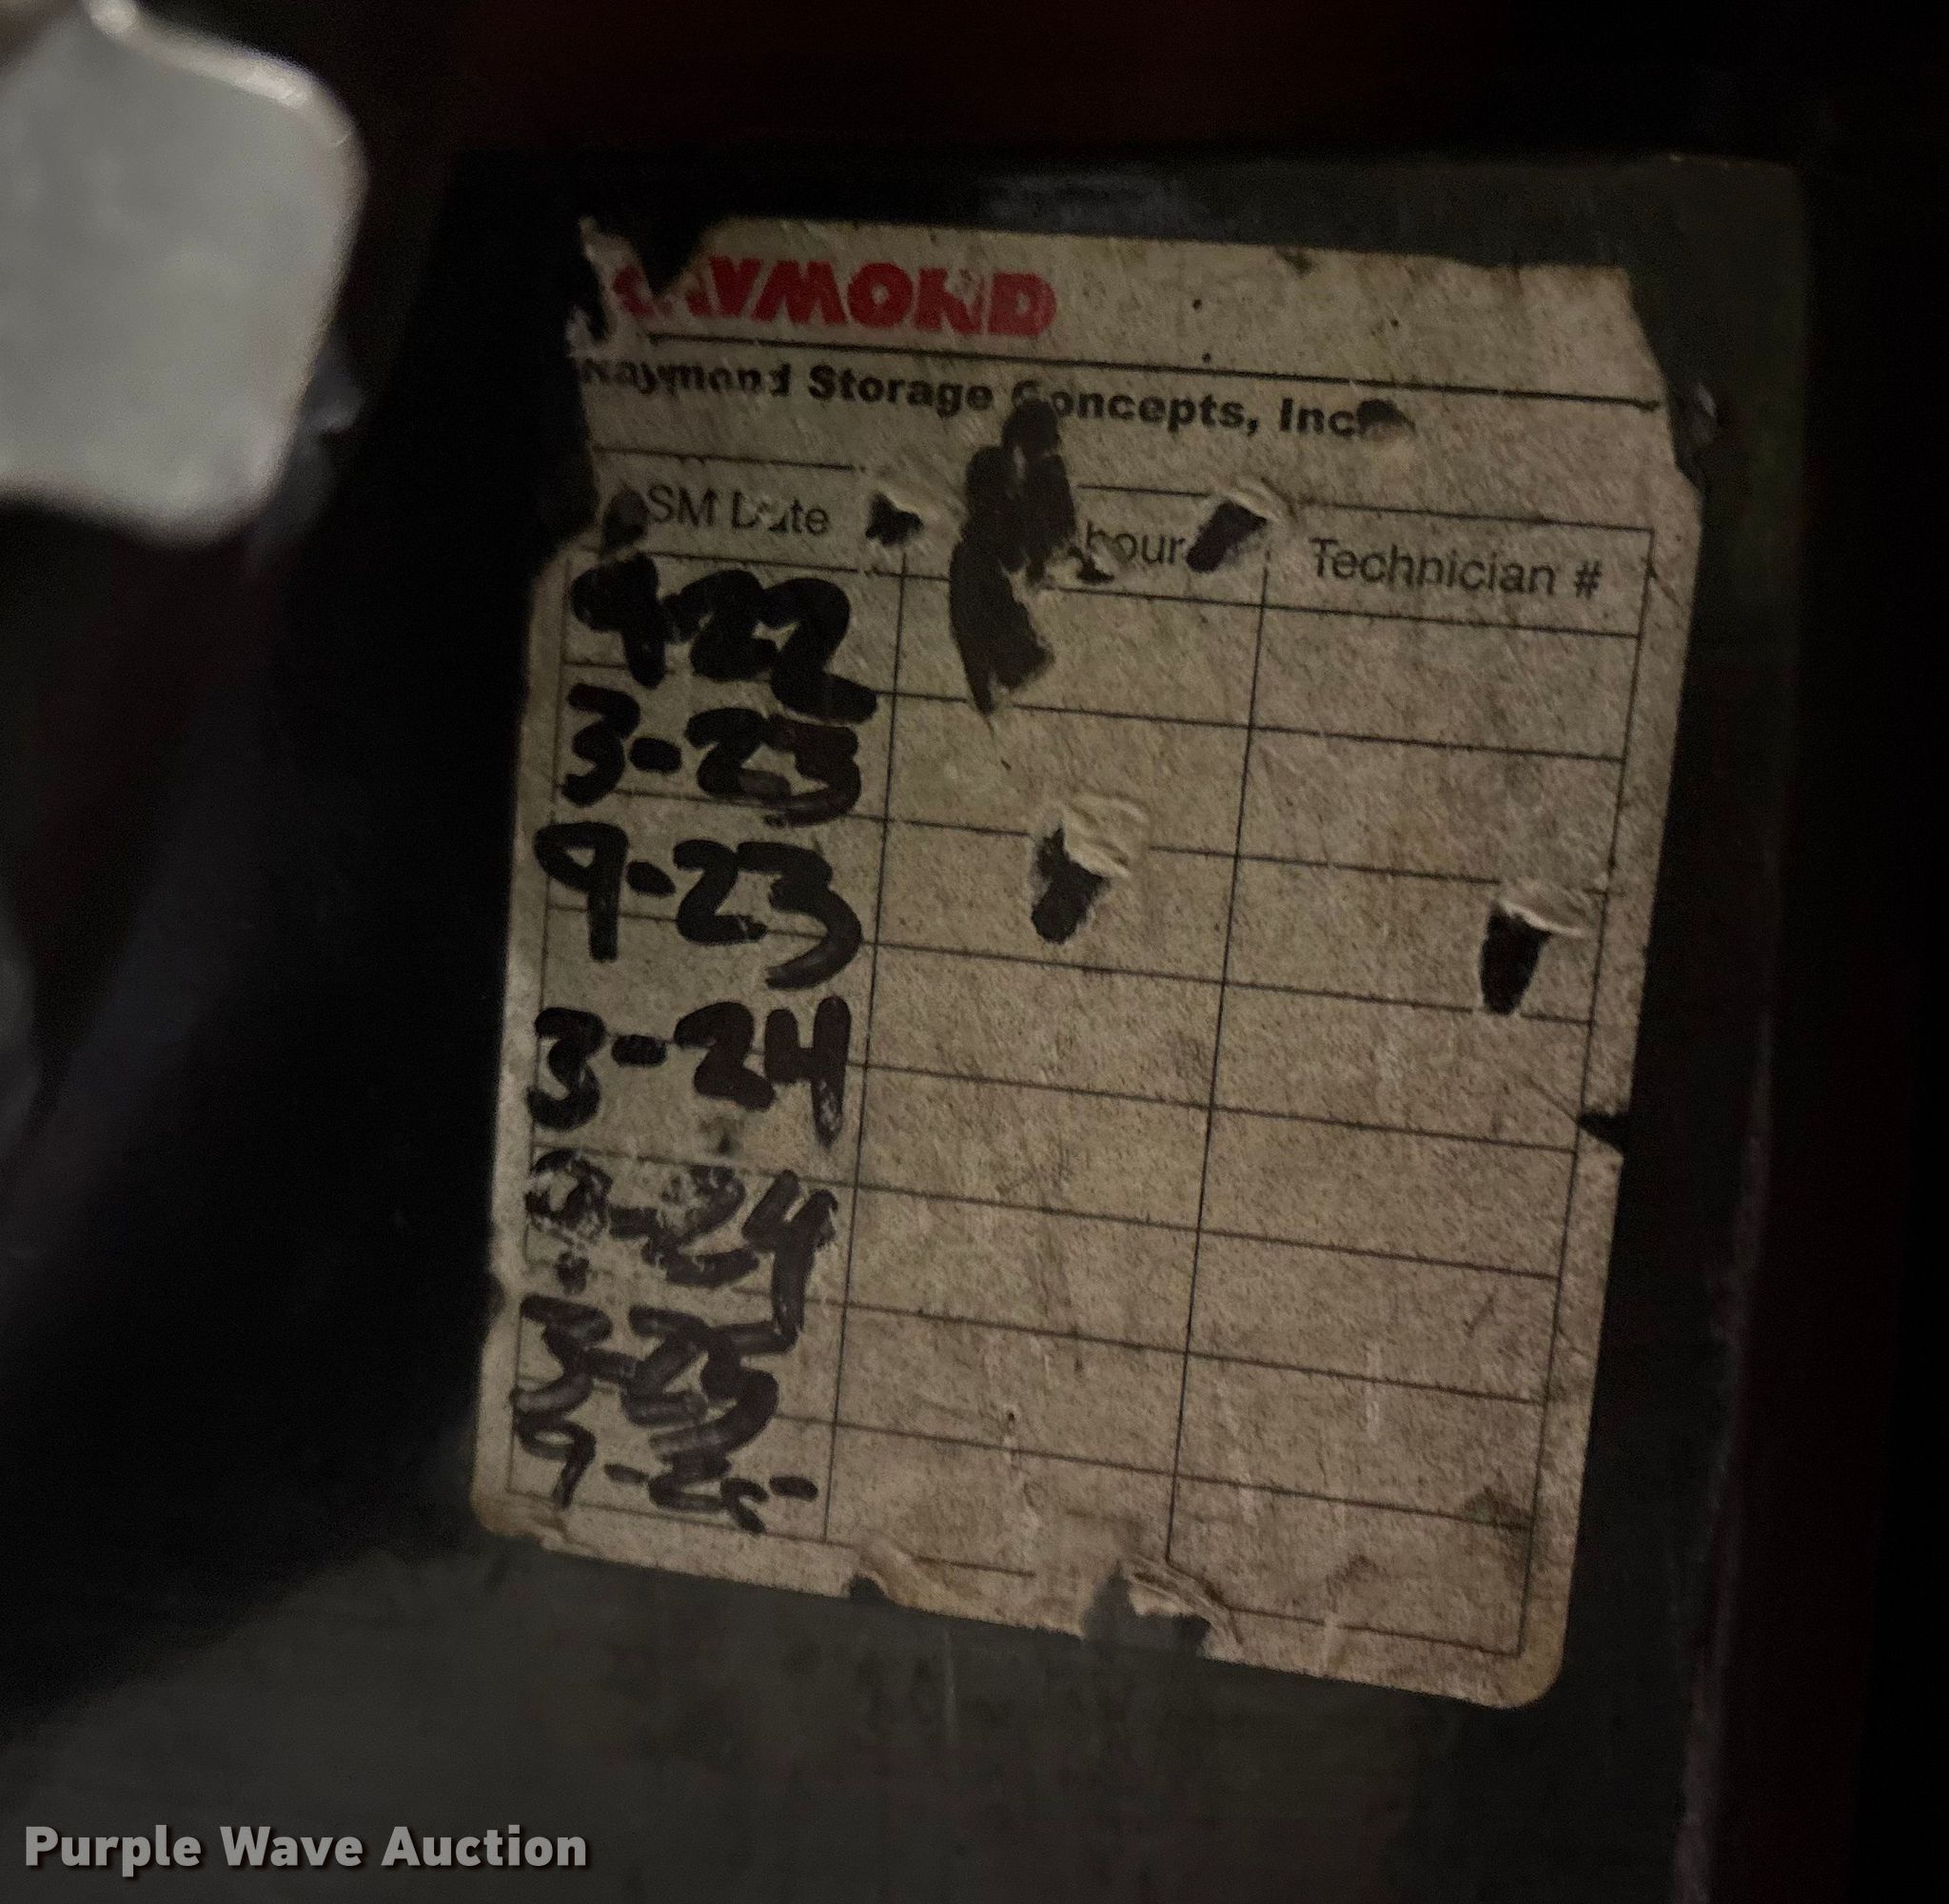 RAYMOND
Raymond Storage Concepts, Inc.
SM Date hour Technician #
9-22
3-23
9-23
3-24
9-24
3-25
9-25
Purple Wave Auction